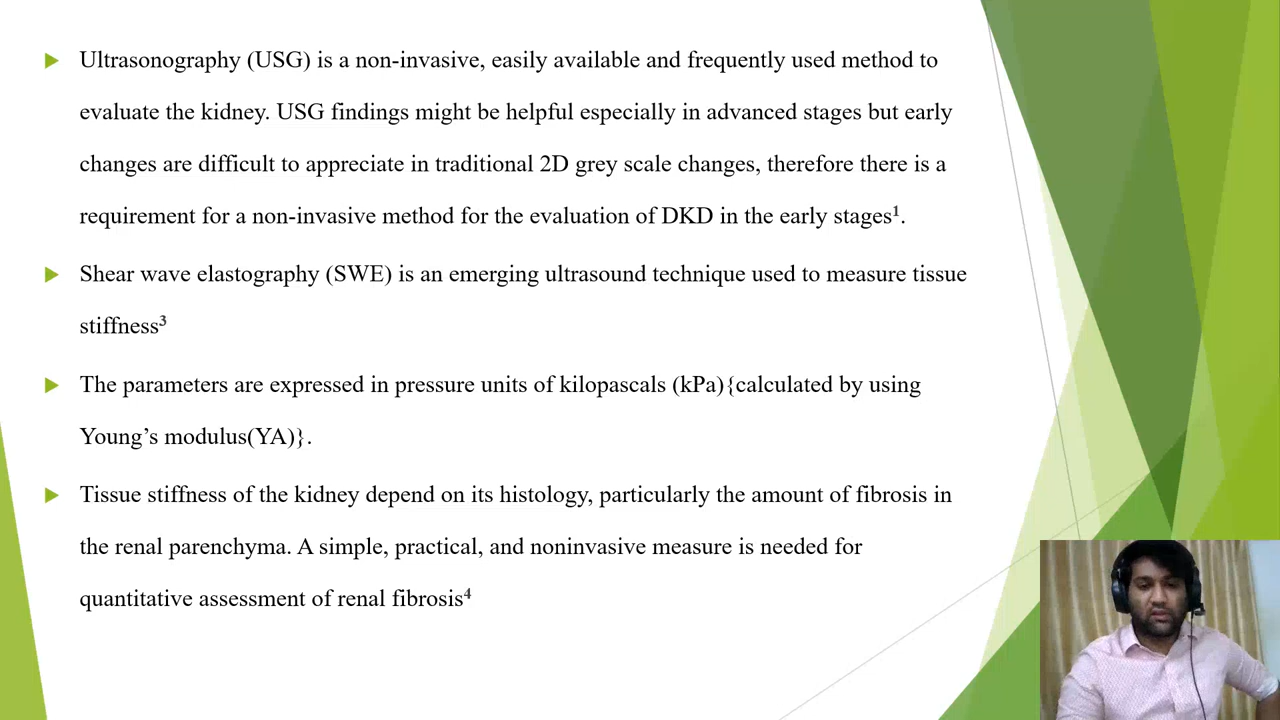 Ultrasonography (USG) is a non-invasive, easily available and frequently used method to
evaluate the kidney. USG findings might be helpful especially in advanced stages but early
changes are difficult to appreciate in traditional 2D grey scale changes, therefore there is a
requirement for a non-invasive method for the evaluation of DKD in the early stages¹.
Shear wave elastography (SWE) is an emerging ultrasound technique used to measure tissue
stiffness³
The parameters are expressed in pressure units of kilopascals (kPa){calculated by using
Young’s modulus(YA)}.
Tissue stiffness of the kidney depend on its histology, particularly the amount of fibrosis in
the renal parenchyma. A simple, practical, and noninvasive measure is needed for
quantitative assessment of renal fibrosis⁴